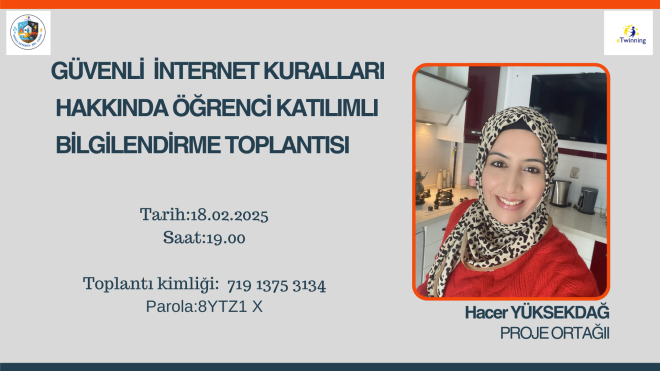 Twinning
GÜVENLİ İNTERNET KURALLARI
HAKKINDA ÖĞRENCİ KATILIMLI
BİLGİLENDİRME TOPLANTISI
Tarih:18.02.2025
Saat:19.00
Toplantı kimliği: 719 1375 3134
Parola:8YTZ1 X
Hacer YÜKSEKDAĞ
PROJE ORTAĞII